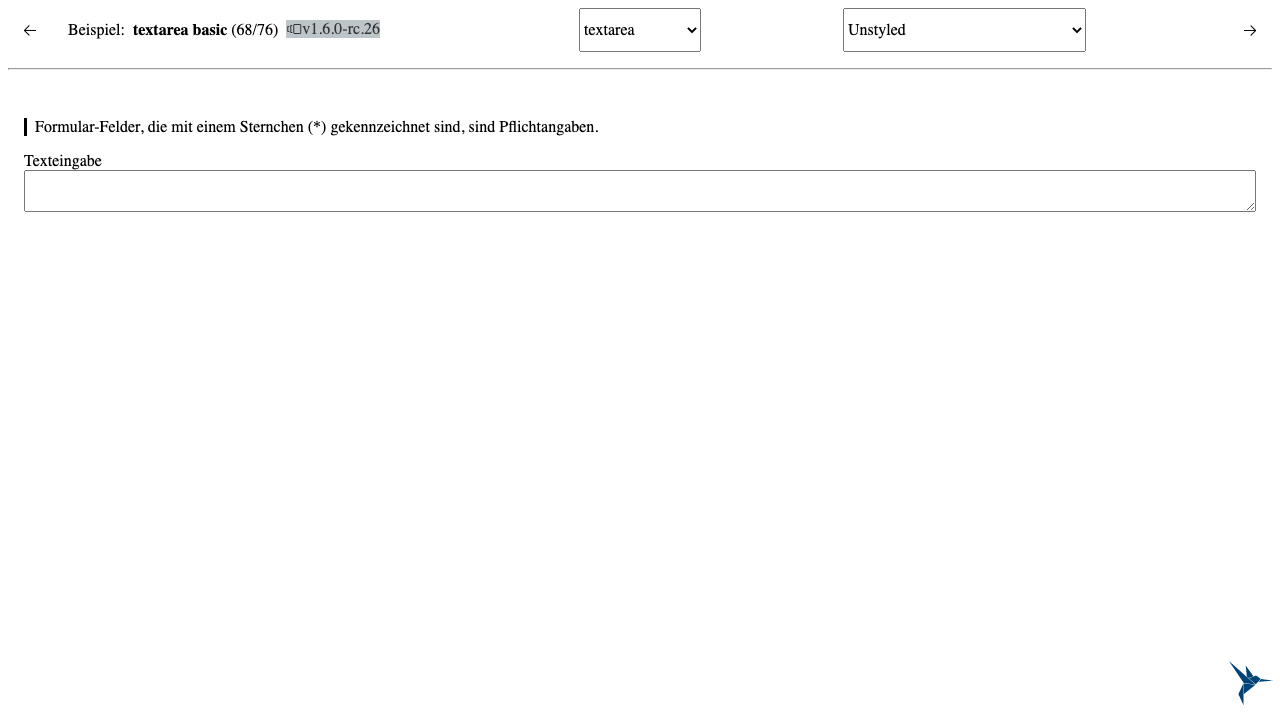 ← Beispiel: textarea basic (68/76) v1.6.0-rc.26 textarea Unstyled →
Formular-Felder, die mit einem Sternchen (*) gekennzeichnet sind, sind Pflichtangaben.
Texteingabe